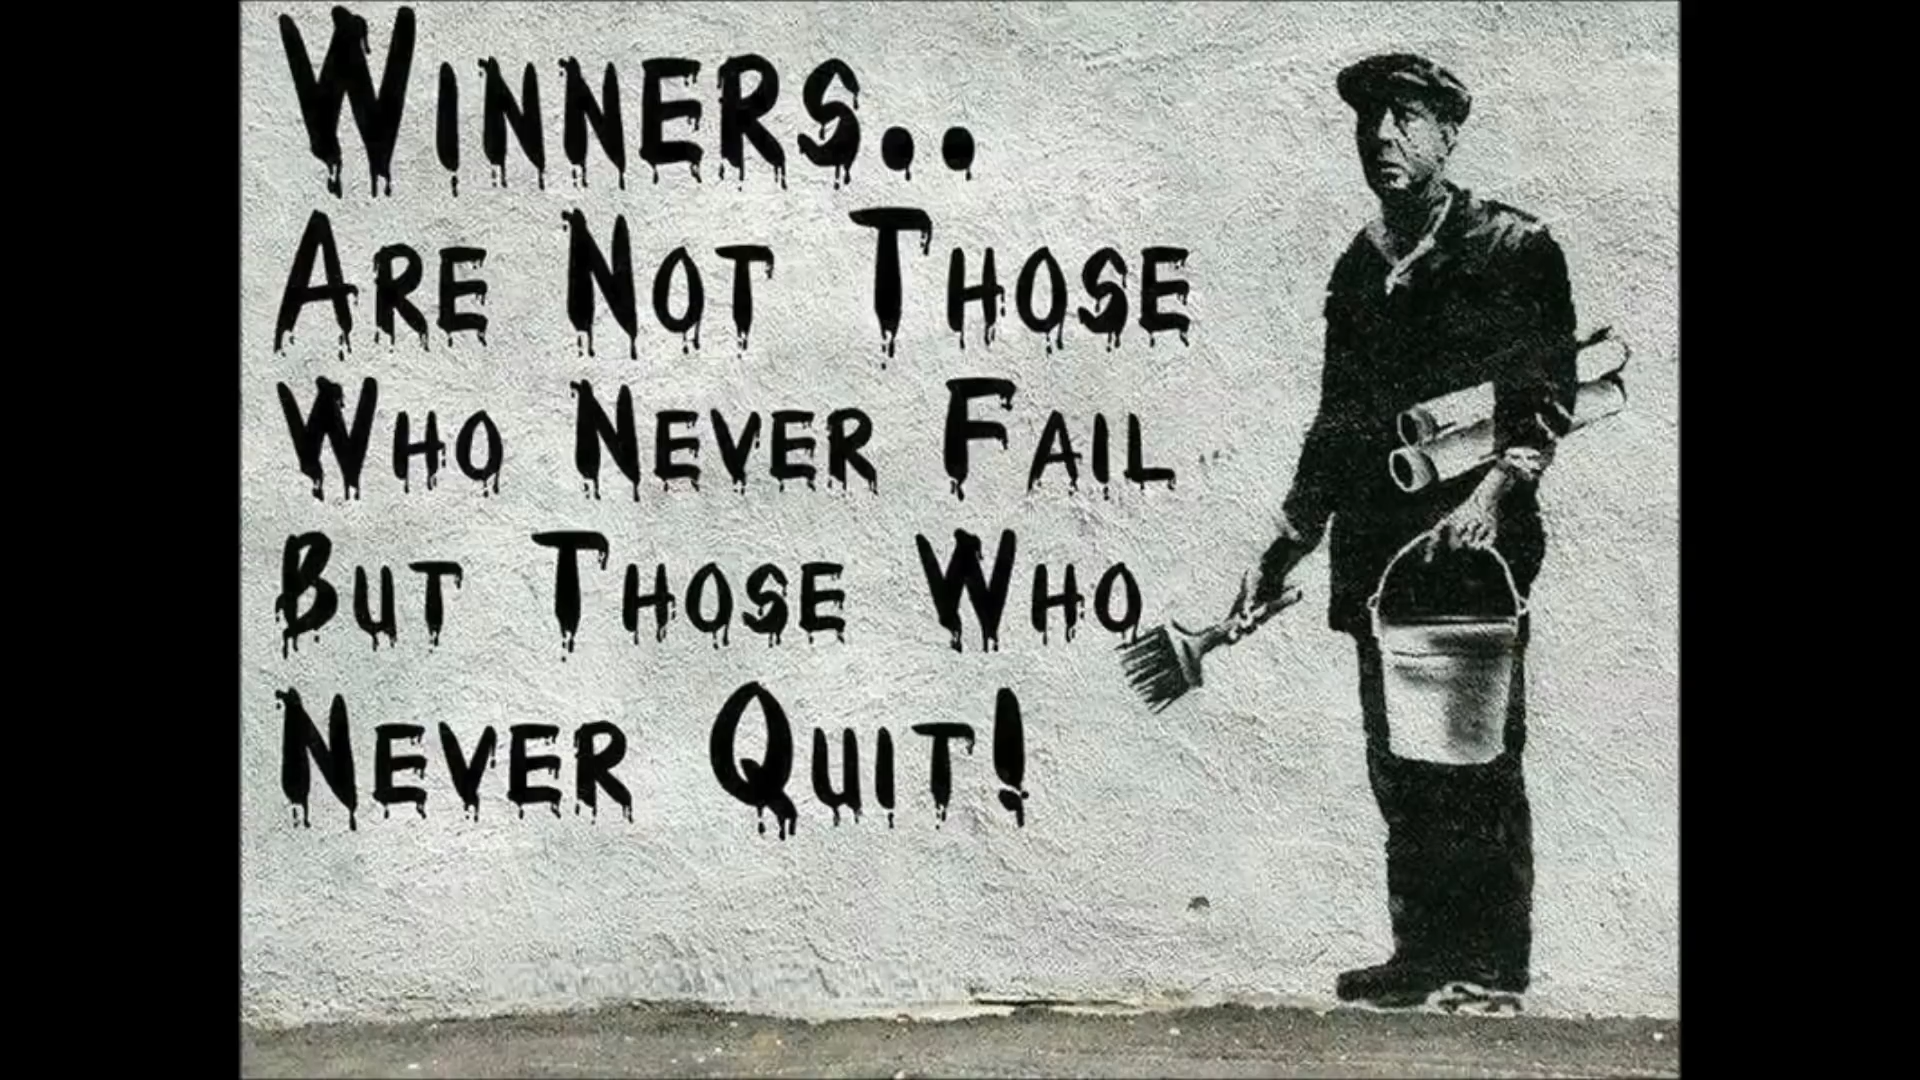 Winners..
Are Not Those
Who Never Fail
But Those Who
Never Quit!